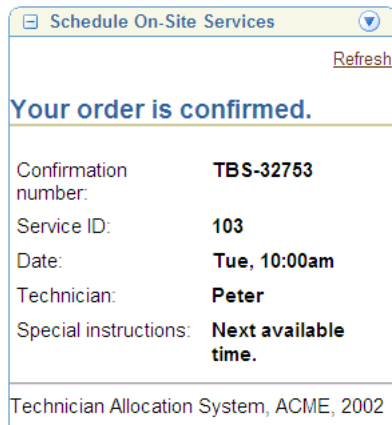 Schedule On-Site Services
Refresh
Your order is confirmed.
Confirmation number: TBS-32753
Service ID: 103
Date: Tue, 10:00am
Technician: Peter
Special instructions: Next available time.
Technician Allocation System, ACME, 2002